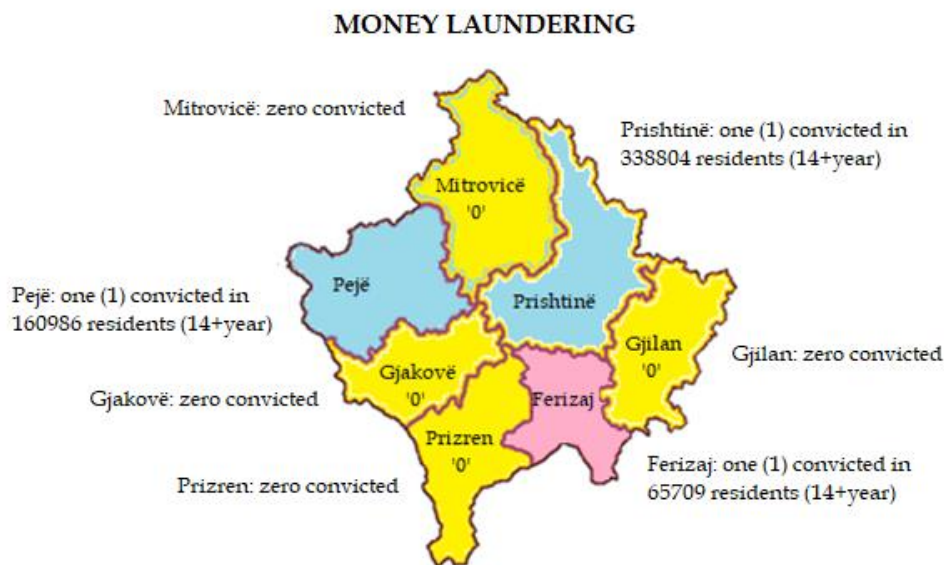 MONEY LAUNDERING
Mitrovicë: zero convicted
Prishtinë: one (1) convicted in
338804 residents (14+year)
Mitrovicë
'0'
Pejë
Prishtinë
Pejë: one (1) convicted in
160986 residents (14+year)
Gjilan
'0'
Gjilan: zero convicted
Gjakovë
'0'
Gjakovë: zero convicted
Ferizaj
Prizren
'0'
Prizren: zero convicted
Ferizaj: one (1) convicted in
65709 residents (14+year)